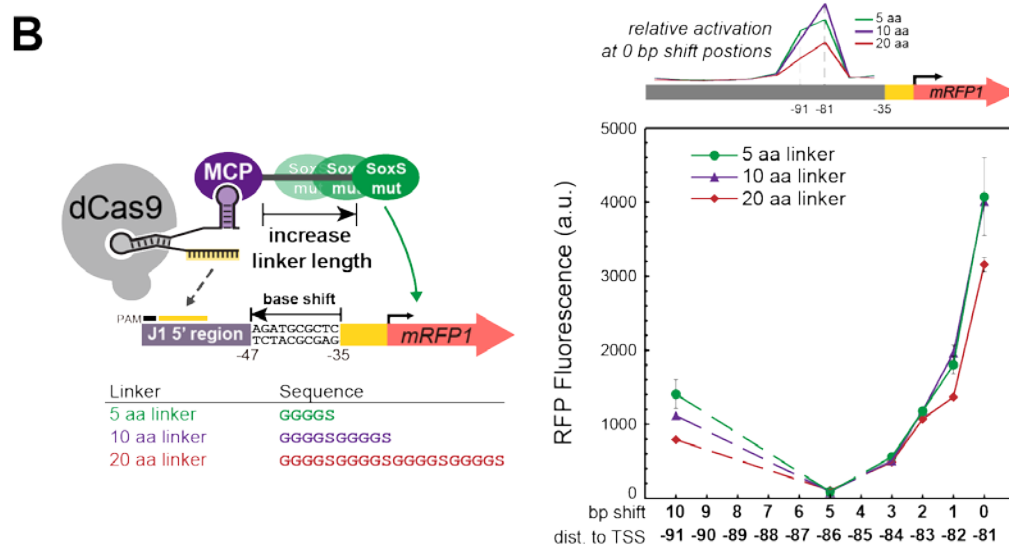 B
relative activation
at 0 bp shift postions
5 aa
10 aa
20 aa
mRFP1
-91
-81
-35
dCas9
MCP
Sox
mut
Sox
mut
SoxS
mut
increase
linker length
base shift
PAM
J1 5' region
AGATGCGCTC
TCTACGCGAG
mRFP1
-47
-35
Linker Sequence
5 aa linker GGGGS
10 aa linker GGGGSGGGGS
20 aa linker GGGGSGGGGSGGGGSGGGGS
RFP Fluorescence (a.u.)
5000
4000
3000
2000
1000
0
5 aa linker
10 aa linker
20 aa linker
bp shift 10 9 8 7 6 5 4 3 2 1 0
dist. to TSS -91 -90 -89 -88 -87 -86 -85 -84 -83 -82 -81